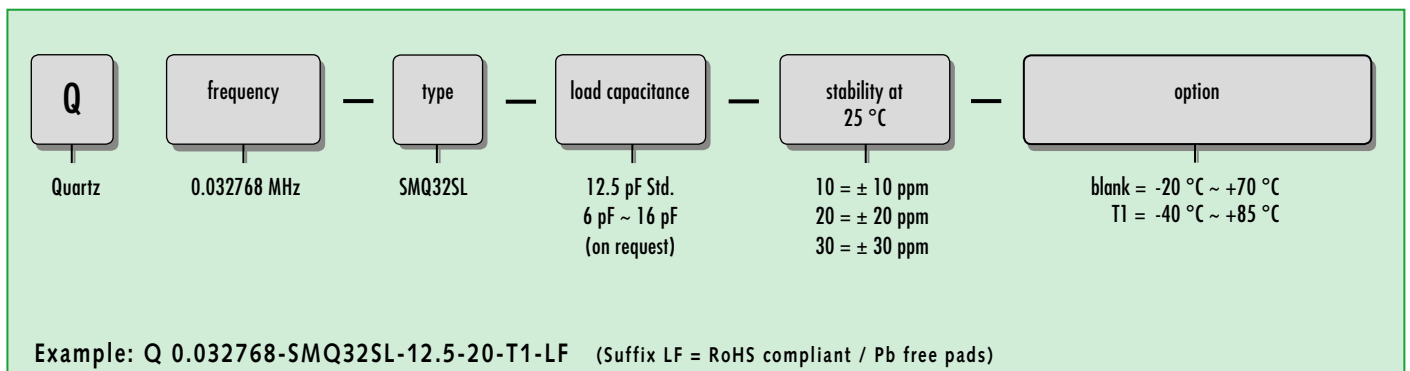 Q
frequency
type
load capacitance
stability at
25 °C
option
Quartz
0.032768 MHz
SMQ32SL
12.5 pF Std.
6 pF ~ 16 pF
(on request)
10 = ± 10 ppm
20 = ± 20 ppm
30 = ± 30 ppm
blank = -20 °C ~ +70 °C
T1 = -40 °C ~ +85 °C
Example: Q 0.032768-SMQ32SL-12.5-20-T1-LF (Suffix LF = RoHS compliant / Pb free pads)